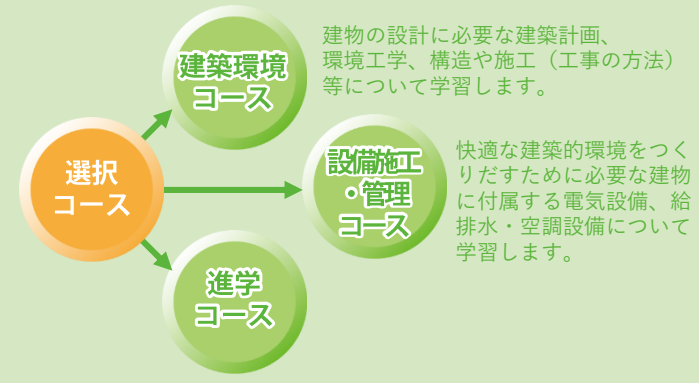 選択
コース
建築環境
コース
建物の設計に必要な建築計画、
環境工学、構造や施工（工事の方法）
等について学習します。
設備施工
・管理
コース
快適な建築的環境をつく
りだすために必要な建物
に付属する電気設備、給
排水・空調設備について
学習します。
進学
コース